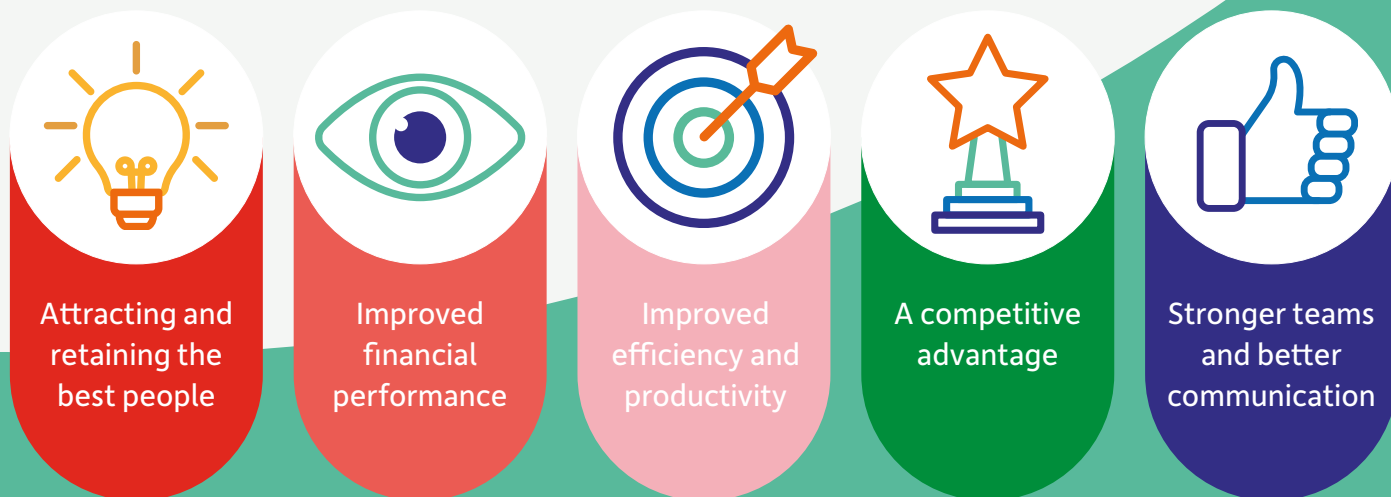 Attracting and
retaining the
best people
Improved
financial
performance
Improved
efficiency and
productivity
A competitive
advantage
Stronger teams
and better
communication